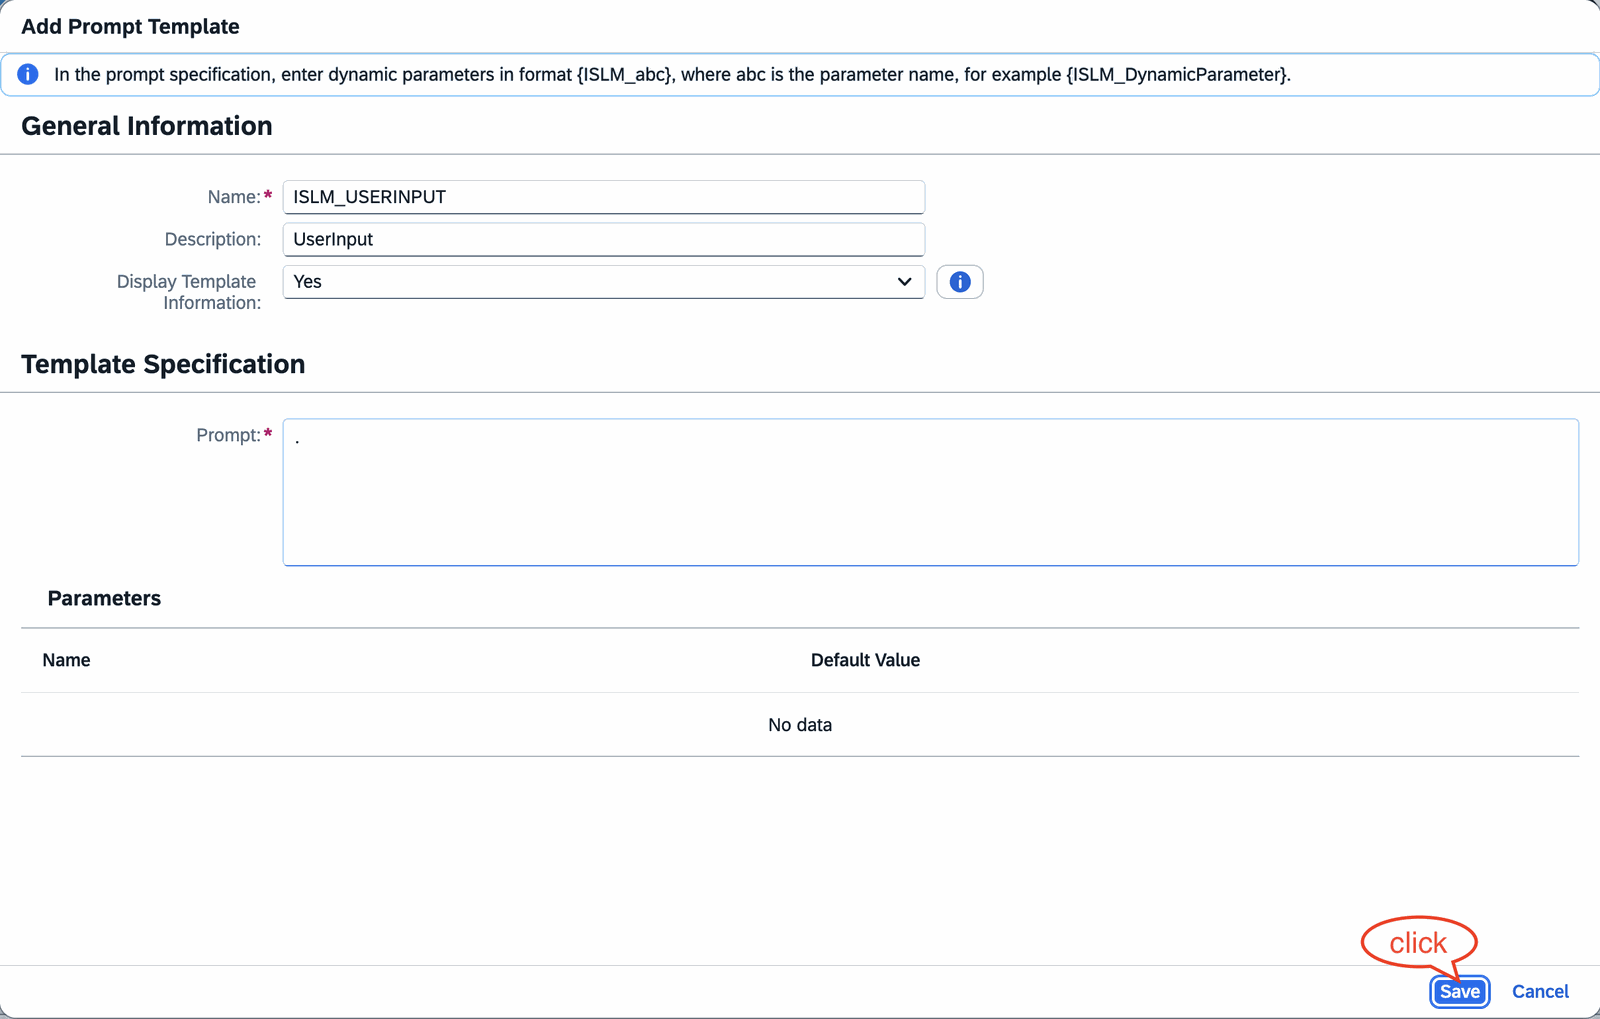 Add Prompt Template
In the prompt specification, enter dynamic parameters in format {ISLM_abc}, where abc is the parameter name, for example {ISLM_DynamicParameter}.
General Information
Name:* ISLM_USERINPUT
Description: UserInput
Display Template Information: Yes
Template Specification
Prompt:* .
Parameters
Name Default Value
No data
click
Save Cancel